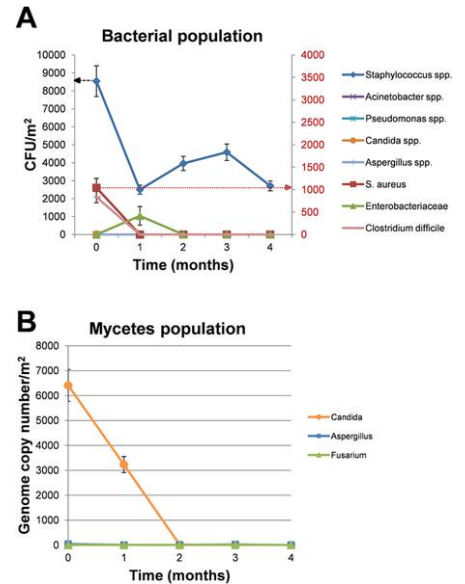 A
Bacterial population
10000
9000
8000
7000
6000
5000
4000
3000
2000
1000
0
CFU/m²
4000
3500
3000
2500
2000
1500
1000
500
0
0 1 2 3 4
Time (months)
Staphylococcus spp.
Acinetobacter spp.
Pseudomonas spp.
Candida spp.
Aspergillus spp.
S. aureus
Enterobacteriaceae
Clostridium difficile
B
Mycetes population
8000
7000
6000
5000
4000
3000
2000
1000
0
Genome copy number/m²
0 1 2 3 4
Time (months)
Candida
Aspergillus
Fusarium